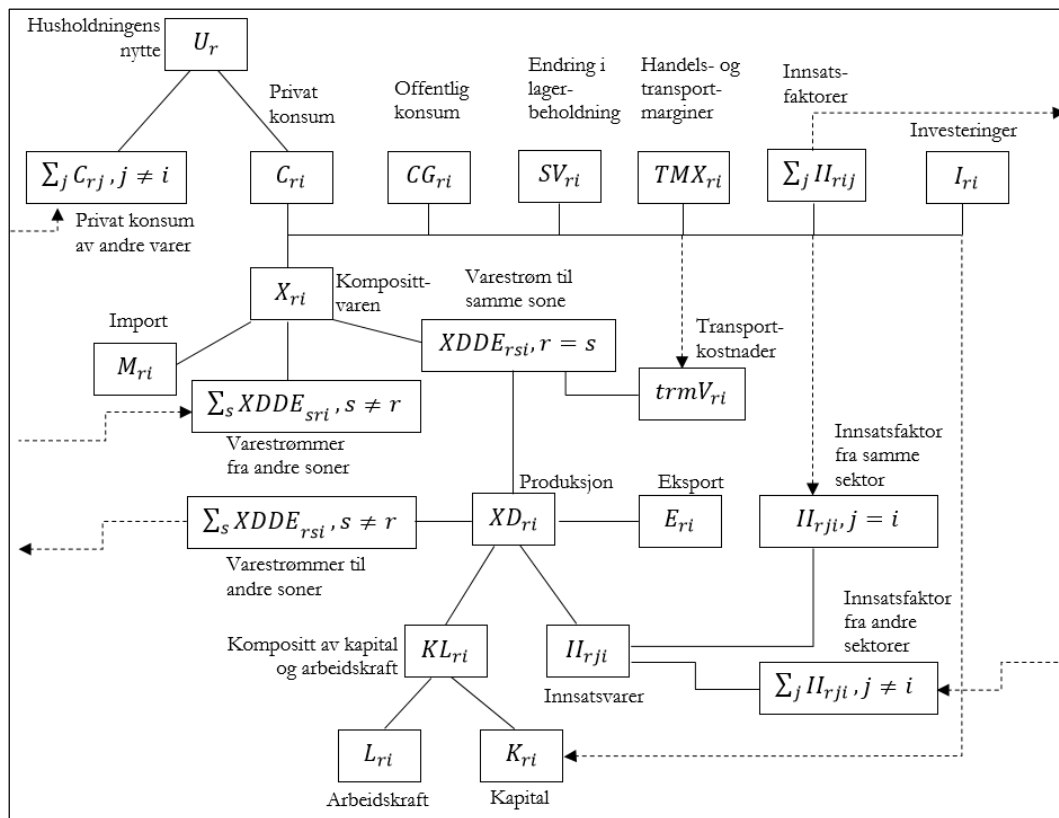 Husholdningens
nytte
U_r
Privat
konsum
Offentlig
konsum
Endring i
lager-
beholdning
Handels- og
transport-
marginer
Innsats-
faktorer
Investeringer
∑_j C_rj, j ≠ i
C_ri
CG_ri
SV_ri
TMX_ri
∑_j II_rij
I_ri
Privat konsum
av andre varer
X_ri
Kompositt-
varen
Varestrøm til
samme sone
Import
M_ri
XDDE_rsi, r = s
Transport-
kostnader
∑_s XDDE_sri, s ≠ r
trmV_ri
Varestrømmer
fra andre soner
Innsatsfaktor
fra samme
sektor
Produksjon
Eksport
∑_s XDDE_rsi, s ≠ r
XD_ri
E_ri
II_rji, j = i
Varestrømmer til
andre soner
Innsatsfaktor
fra andre
sektorer
Kompositt av kapital
og arbeidskraft
KL_ri
II_rji
Innsatsvarer
∑_j II_rji, j ≠ i
L_ri
K_ri
Arbeidskraft
Kapital